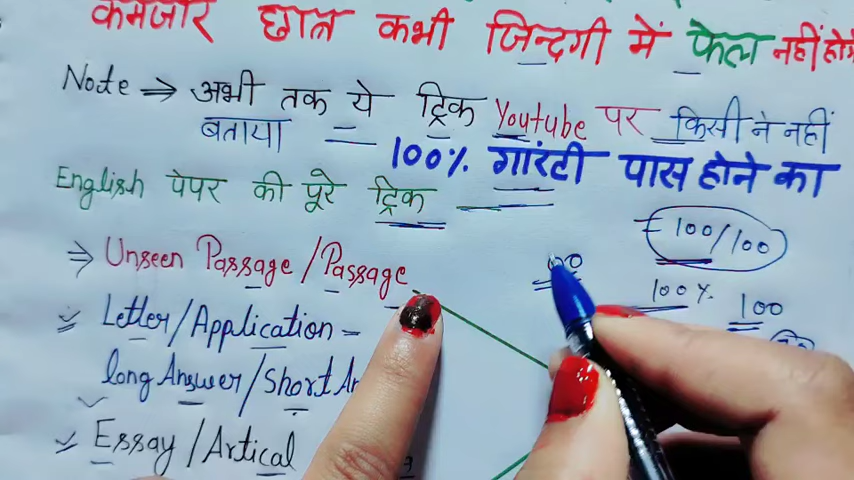 कमजोर छात्र कभी जिन्दगी में फेल नहीं होगे
Note ⇒ अभी तक ये ट्रिक Youtube पर किसी ने नहीं
बताया
100% गारंटी पास होने का
English पेपर की पूरे ट्रिक
100/100
⇒ Unseen Passage/Passage
100% 100
Letter/Application -
long Answer/Short
Essay/Artical